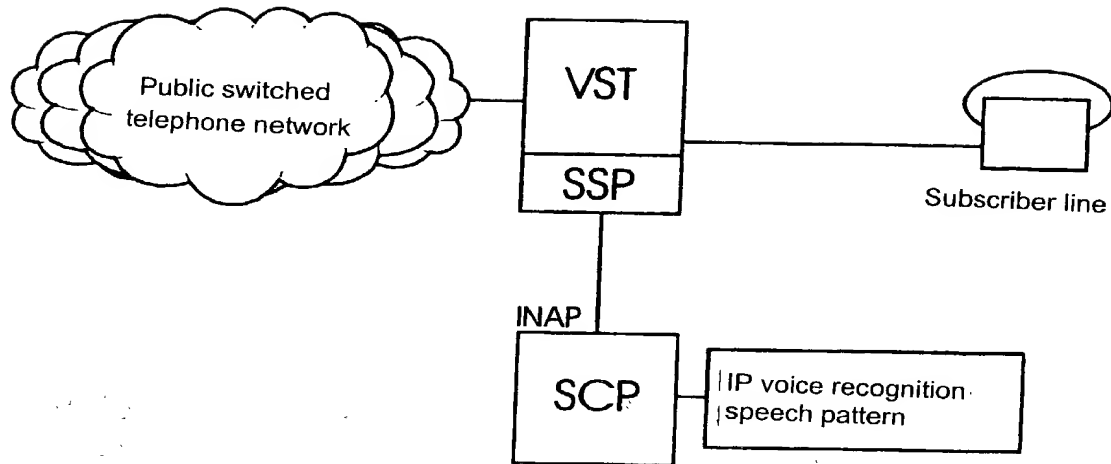 Public switched
telephone network
VST
SSP
Subscriber line
INAP
SCP
IP voice recognition
speech pattern